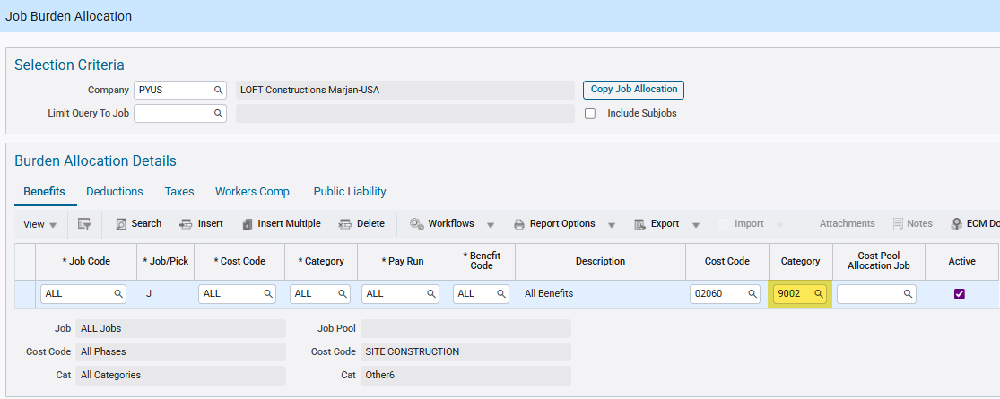 Job Burden Allocation
Selection Criteria
Company PYUS LOFT Constructions Marjan-USA Copy Job Allocation
Limit Query To Job Include Subjobs
Burden Allocation Details
Benefits Deductions Taxes Workers Comp. Public Liability
View Search Insert Insert Multiple Delete Workflows Report Options Export Import Attachments Notes ECM Do
* Job Code * Job/Pick * Cost Code * Category * Pay Run * Benefit Code Description Cost Code Category Cost Pool Allocation Job Active
ALL J ALL ALL ALL ALL All Benefits 02060 9002
Job ALL Jobs Job Pool
Cost Code All Phases Cost Code SITE CONSTRUCTION
Cat All Categories Cat Other6